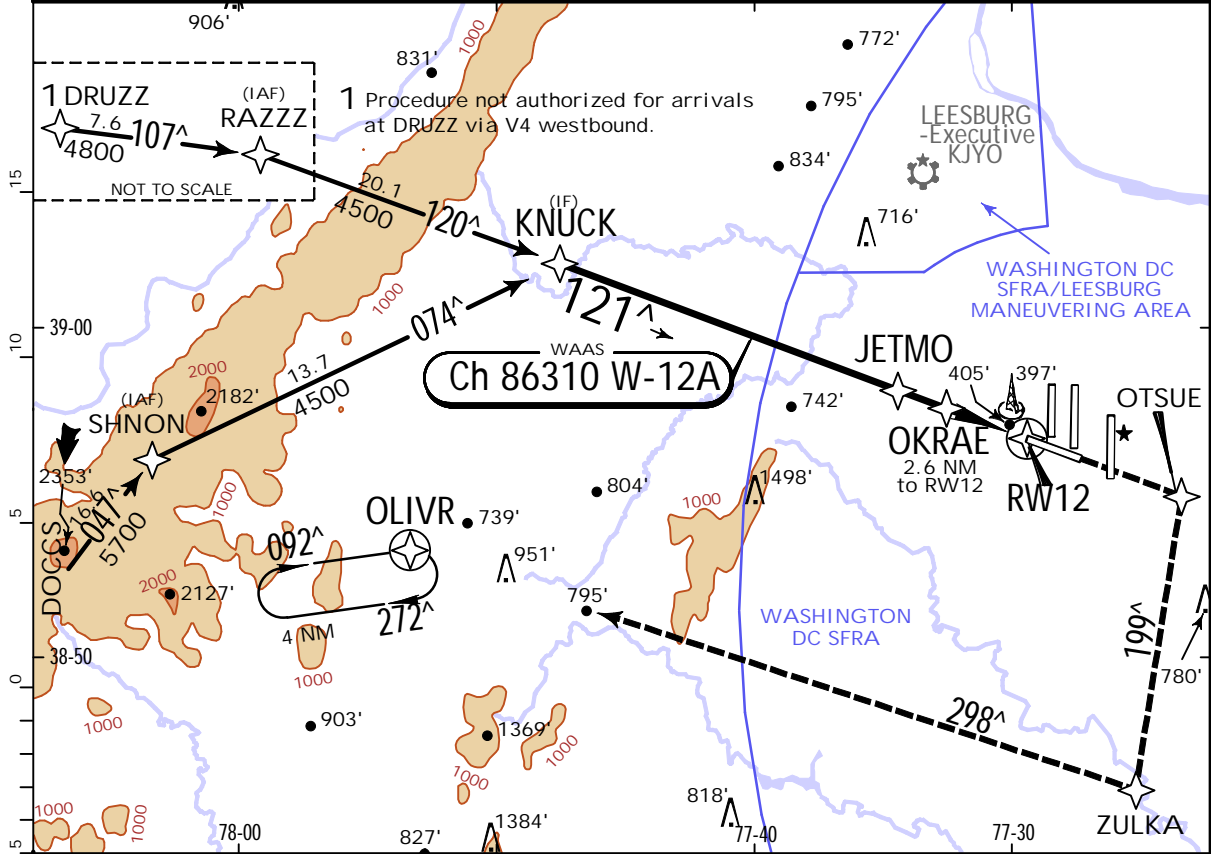 906'
1000
831'
772'
1 DRUZZ
7.6
107^
4800
(IAF)
RAZZZ
NOT TO SCALE
1 Procedure not authorized for arrivals
at DRUZZ via V4 westbound.
795'
834'
LEESBURG
-Executive
KJYO
716'
15
20.1
4500
120^
(IF)
KNUCK
121^
WASHINGTON DC
SFRA/LEESBURG
MANEUVERING AREA
1000
39-00
10
074^
13.7
4500
WAAS
Ch 86310 W-12A
JETMO
405'
397'
OTSUE
2000
2182'
(IAF)
SHNON
742'
OKRAE
2.6 NM
to RW12
RW12
2353'
16.6
047^
5700
DOCCS
1000
804'
1498'
1000
5
OLIVR
739'
092^
951'
272^
4 NM
2000
2127'
795'
WASHINGTON
DC SFRA
199^
780'
38-50
1000
0
1000
903'
1369'
1000
1000
298^
1000
1000
818'
1384'
827'
78-00
77-40
77-30
ZULKA
5